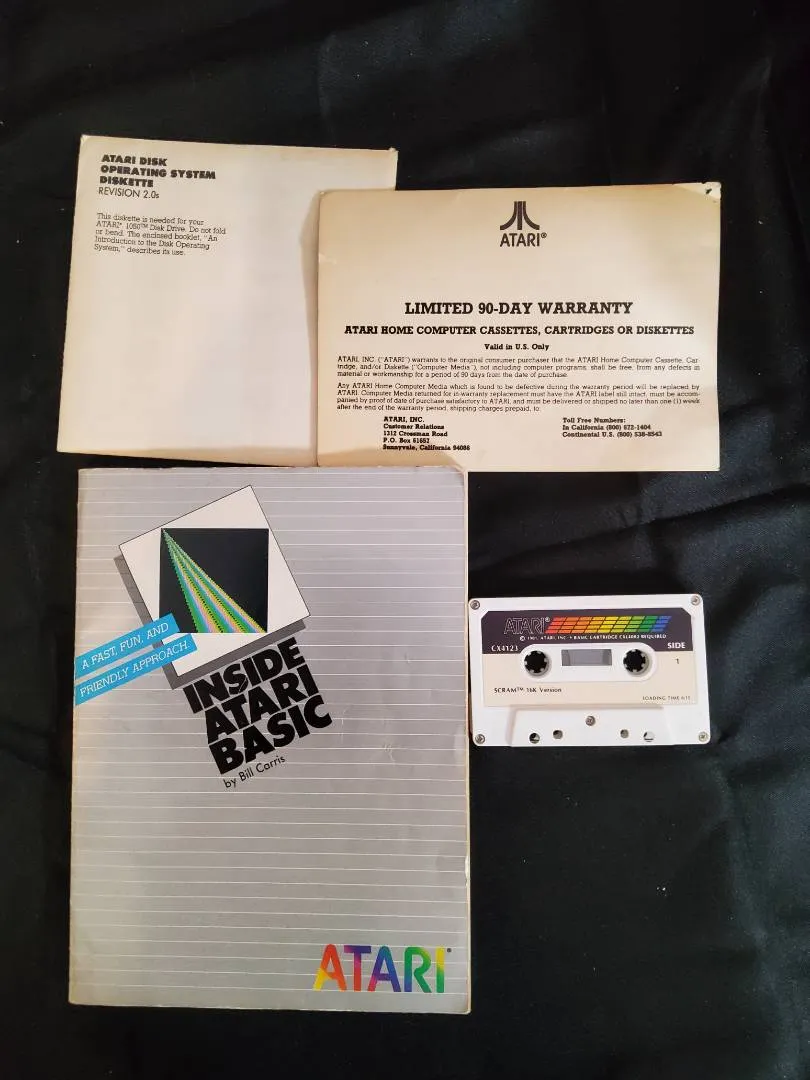 ATARI DISK
OPERATING SYSTEM
DISKETTE
REVISION 2.0s
This diskette is needed for your
ATARI® 1050™ Disk Drive. Do not fold
or bend. The enclosed booklet, "An
Introduction to the Disk Operating
System," describes its use.
ATARI®
LIMITED 90-DAY WARRANTY
ATARI HOME COMPUTER CASSETTES, CARTRIDGES OR DISKETTES
Valid in U.S. Only
ATARI, INC. ("ATARI") warrants to the original consumer purchaser that the ATARI Home Computer Cassette, Car-
tridge, and/or Diskette ("Computer Media"), not including computer programs, shall be free from any defects in
material or workmanship for a period of 90 days from the date of purchase.
Any ATARI Home Computer Media which is found to be defective during the warranty period will be replaced by
ATARI. Computer Media returned for in-warranty replacement must have the ATARI label still intact, must be accom-
panied by proof of date of purchase satisfactory to ATARI, and must be delivered or shipped no later than one (1) week
after the end of the warranty period, shipping charges prepaid, to:
ATARI, INC.
Customer Relations
1312 Crossman Road
P.O. Box 61657
Sunnyvale, California 94086
Toll Free Numbers:
In California (800) 672-1404
Continental U.S. (800) 538-8543
A FAST, FUN, AND
FRIENDLY APPROACH
INSIDE
ATARI
BASIC
by Bill Carris
ATARI®
ATARI®
© 1981, ATARI, INC. • BASIC CARTRIDGE CXL4002 REQUIRED
CX4123
SIDE
1
SCRAM™ 16K Version
LOADING TIME